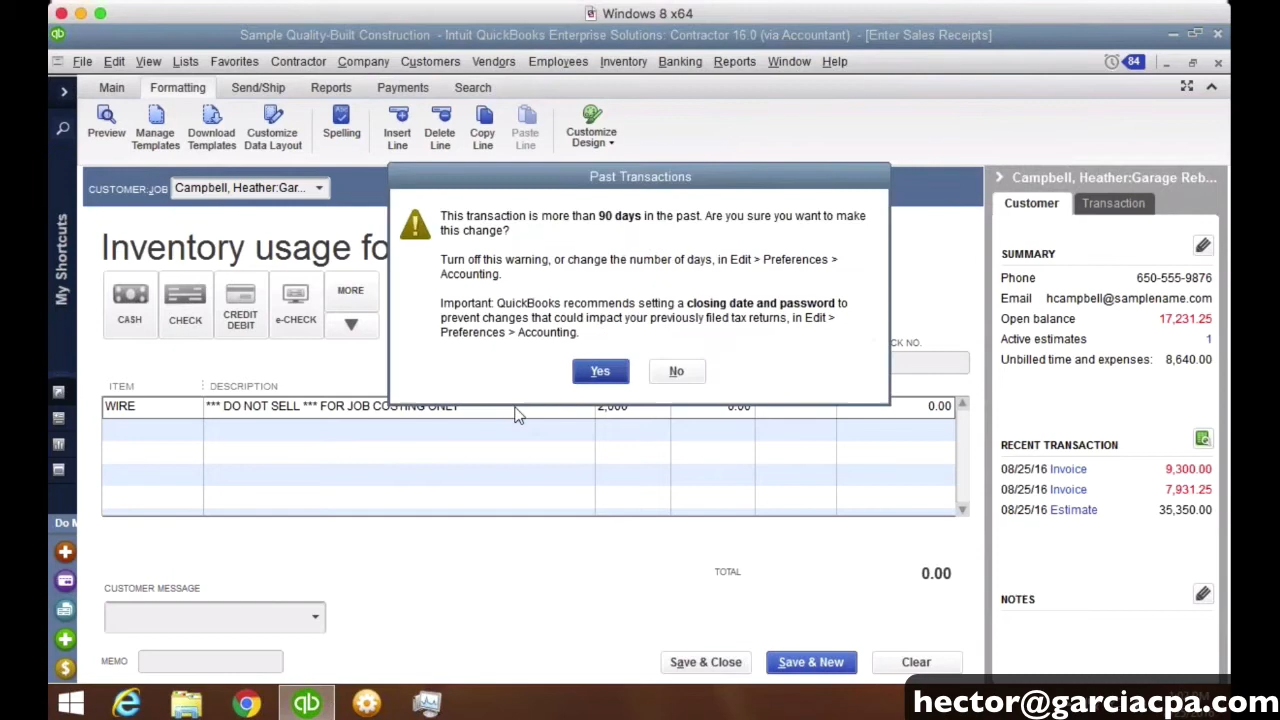 Windows 8 x64
Sample Quality-Built Construction - Intuit QuickBooks Enterprise Solutions: Contractor 16.0 (via Accountant) - [Enter Sales Receipts]
File Edit View Lists Favorites Contractor Company Customers Vendors Employees Inventory Banking Reports Window Help 84
Main Formatting Send/Ship Reports Payments Search
Preview Manage Templates Download Templates Customize Data Layout Spelling Insert Line Delete Line Copy Line Paste Line Customize Design
My Shortcuts
CUSTOMER:JOB Campbell, Heather:Gar...
Past Transactions
This transaction is more than 90 days in the past. Are you sure you want to make
this change?
Turn off this warning, or change the number of days, in Edit > Preferences >
Accounting.
Important: QuickBooks recommends setting a closing date and password to
prevent changes that could impact your previously filed tax returns, in Edit >
Preferences > Accounting.
Yes No
Inventory usage fo
CASH CHECK CREDIT DEBIT e-CHECK MORE
CK NO.
ITEM DESCRIPTION
WIRE *** DO NOT SELL *** FOR JOB COSTING ONLY 2,000 0.00 0.00
TOTAL 0.00
CUSTOMER MESSAGE
MEMO
Save & Close Save & New Clear
Do M
Campbell, Heather:Garage Reb...
Customer Transaction
SUMMARY
Phone 650-555-9876
Email hcampbell@samplename.com
Open balance 17,231.25
Active estimates 1
Unbilled time and expenses: 8,640.00
RECENT TRANSACTION
08/25/16 Invoice 9,300.00
08/25/16 Invoice 7,931.25
08/25/16 Estimate 35,350.00
NOTES
hector@garciacpa.com